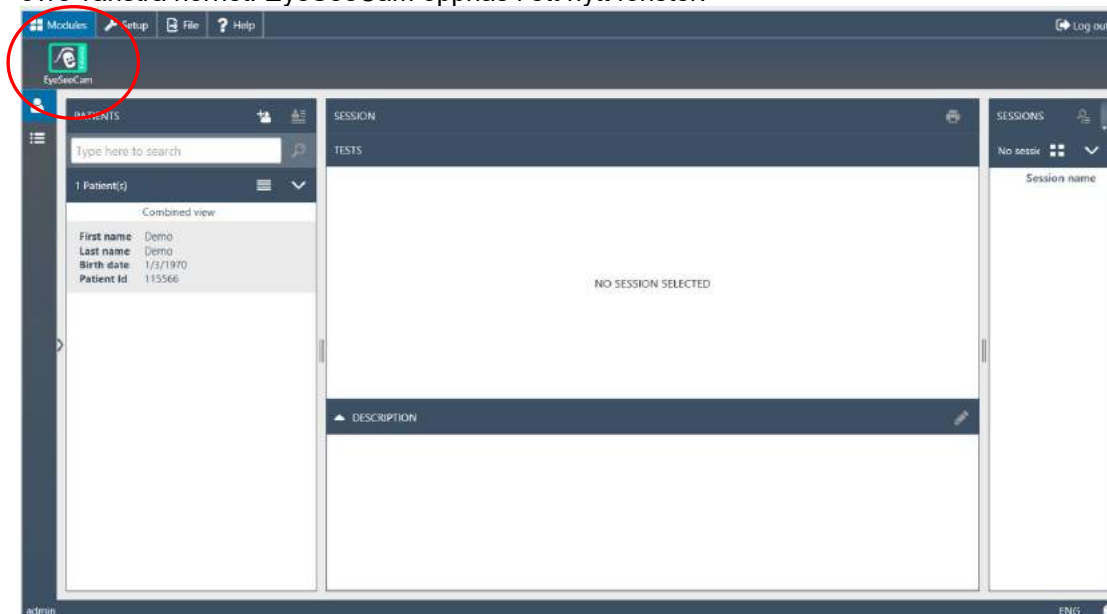 Modules Setup File ? Help Log out
EyeSeeCam
PATIENTS
Type here to search
1 Patient(s)
Combined view
First name Demo
Last name Demo
Birth date 1/3/1970
Patient Id 115566
SESSION
TESTS
NO SESSION SELECTED
DESCRIPTION
SESSIONS
No sessic
Session name
admin
ENG